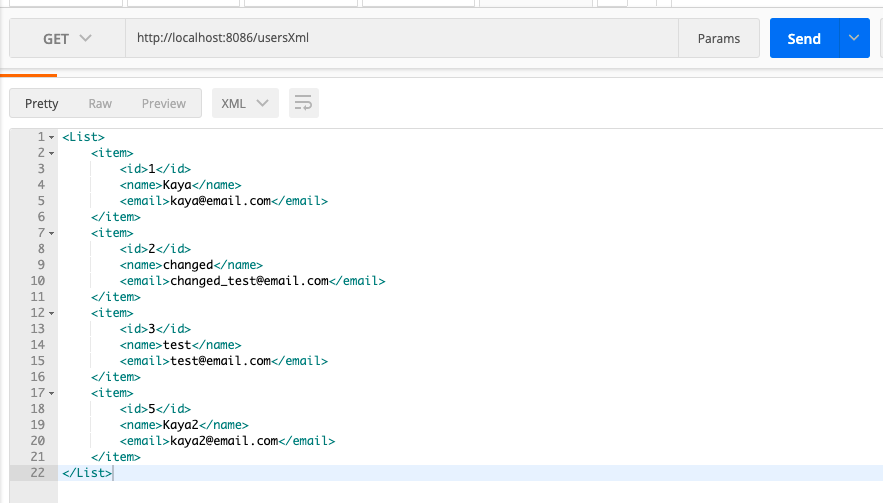 GET http://localhost:8086/usersXml Params Send
Pretty Raw Preview XML
1 <List>
2 <item>
3 <id>1</id>
4 <name>Kaya</name>
5 <email>kaya@email.com</email>
6 </item>
7 <item>
8 <id>2</id>
9 <name>changed</name>
10 <email>changed_test@email.com</email>
11 </item>
12 <item>
13 <id>3</id>
14 <name>test</name>
15 <email>test@email.com</email>
16 </item>
17 <item>
18 <id>5</id>
19 <name>Kaya2</name>
20 <email>kaya2@email.com</email>
21 </item>
22 </List>